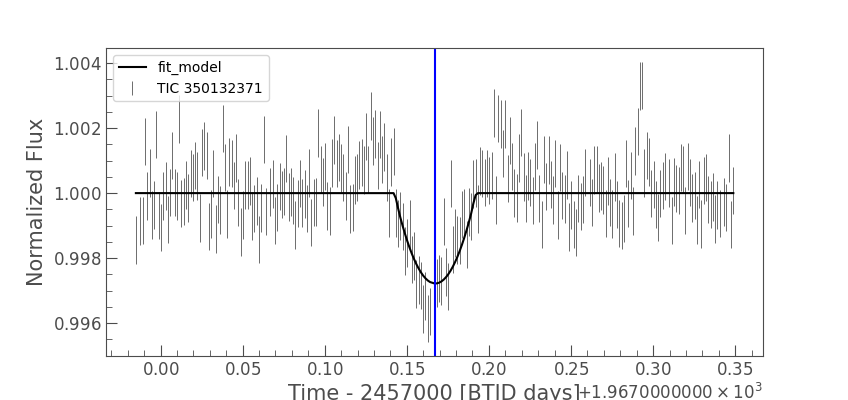 fit_model
TIC 350132371
1.004
1.002
1.000
0.998
0.996
Normalized Flux
0.00 0.05 0.10 0.15 0.20 0.25 0.30 0.35
Time - 2457000 [BTJD days]
+1.9670000000 × 10³